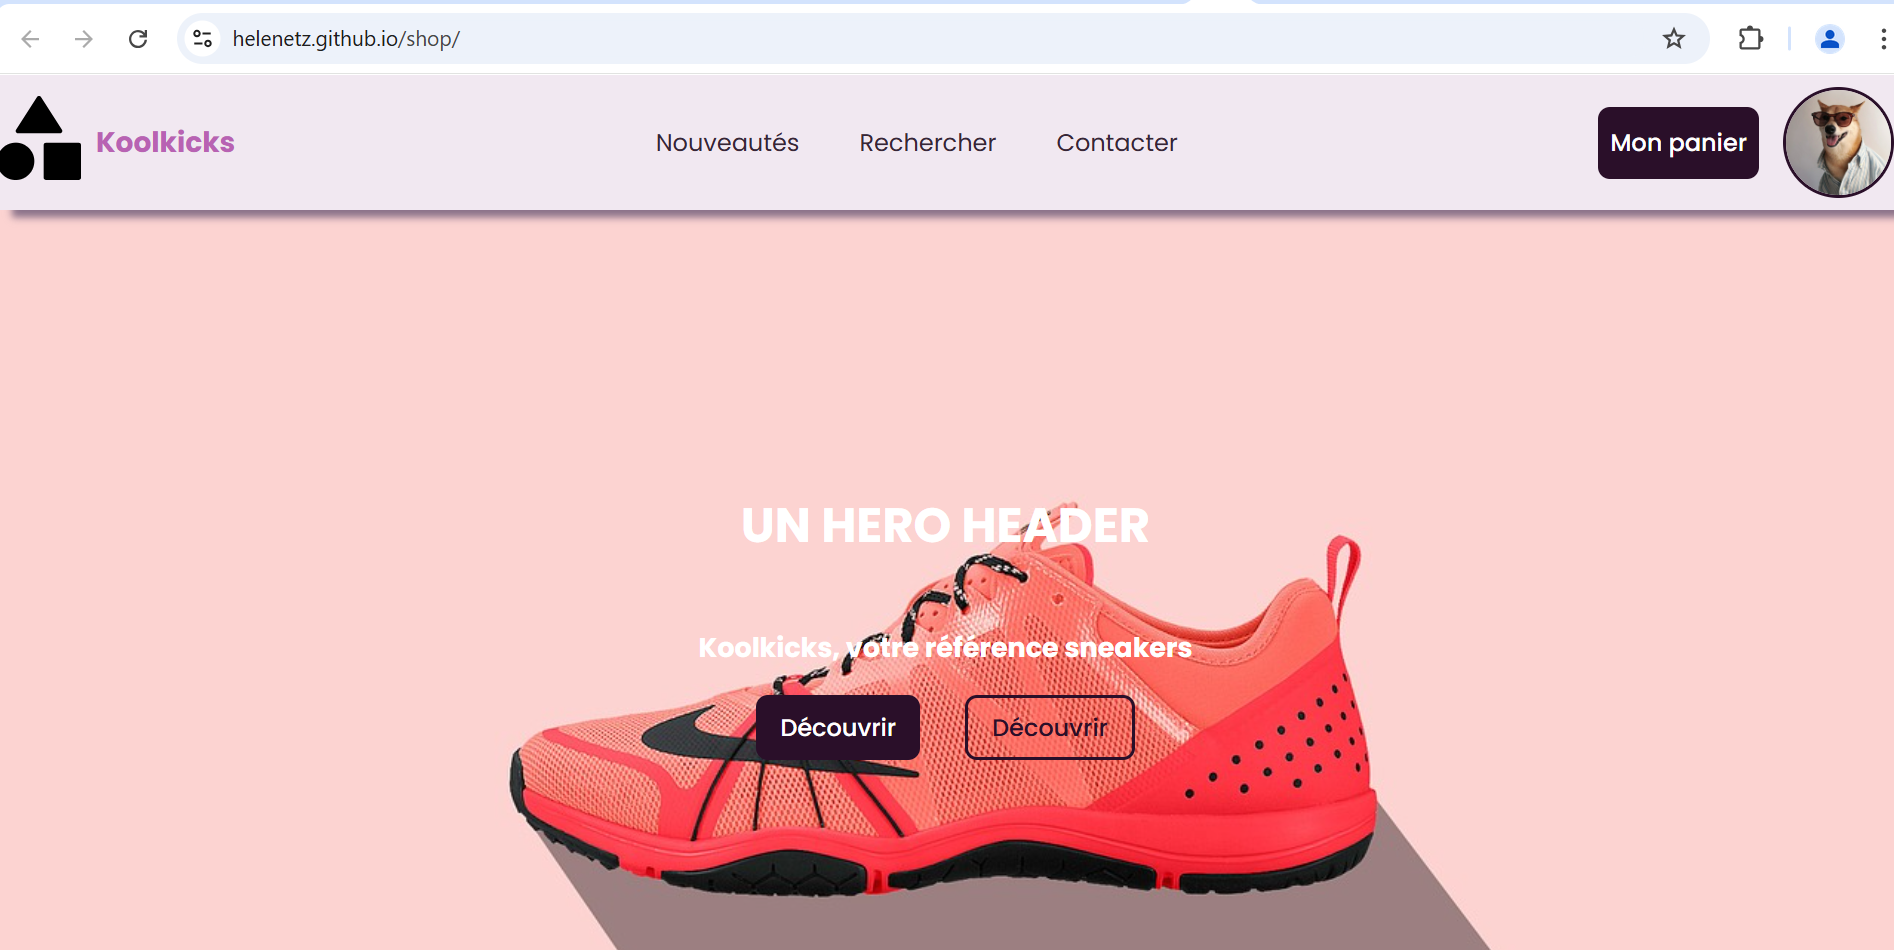 helenetz.github.io/shop/
Koolkicks
Nouveautés Rechercher Contacter
Mon panier
UN HERO HEADER
Koolkicks, votre référence sneakers
Découvrir Découvrir